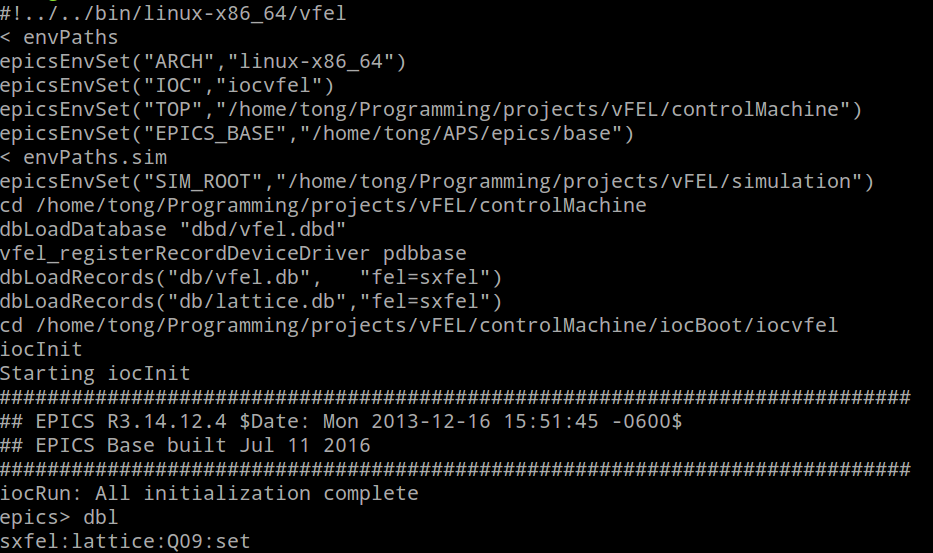 #!../../bin/linux-x86_64/vfel
< envPaths
epicsEnvSet("ARCH","linux-x86_64")
epicsEnvSet("IOC","iocvfel")
epicsEnvSet("TOP","/home/tong/Programming/projects/vFEL/controlMachine")
epicsEnvSet("EPICS_BASE","/home/tong/APS/epics/base")
< envPaths.sim
epicsEnvSet("SIM_ROOT","/home/tong/Programming/projects/vFEL/simulation")
cd /home/tong/Programming/projects/vFEL/controlMachine
dbLoadDatabase "dbd/vfel.dbd"
vfel_registerRecordDeviceDriver pdbbase
dbLoadRecords("db/vfel.db",   "fel=sxfel")
dbLoadRecords("db/lattice.db","fel=sxfel")
cd /home/tong/Programming/projects/vFEL/controlMachine/iocBoot/iocvfel
iocInit
Starting iocInit
############################################################################
## EPICS R3.14.12.4 $Date: Mon 2013-12-16 15:51:45 -0600$
## EPICS Base built Jul 11 2016
############################################################################
iocRun: All initialization complete
epics> dbl
sxfel:lattice:Q09:set